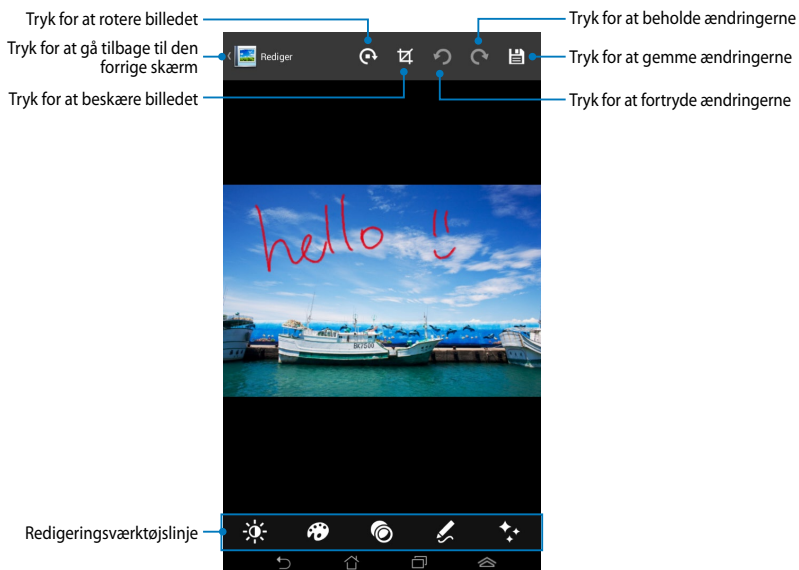 Tryk for at rotere billedet
Tryk for at beholde ændringerne
Tryk for at gå tilbage til den
forrige skærm
Rediger
Tryk for at gemme ændringerne
Tryk for at beskære billedet
Tryk for at fortryde ændringerne
hello
BK7500
Redigeringsværktøjslinje